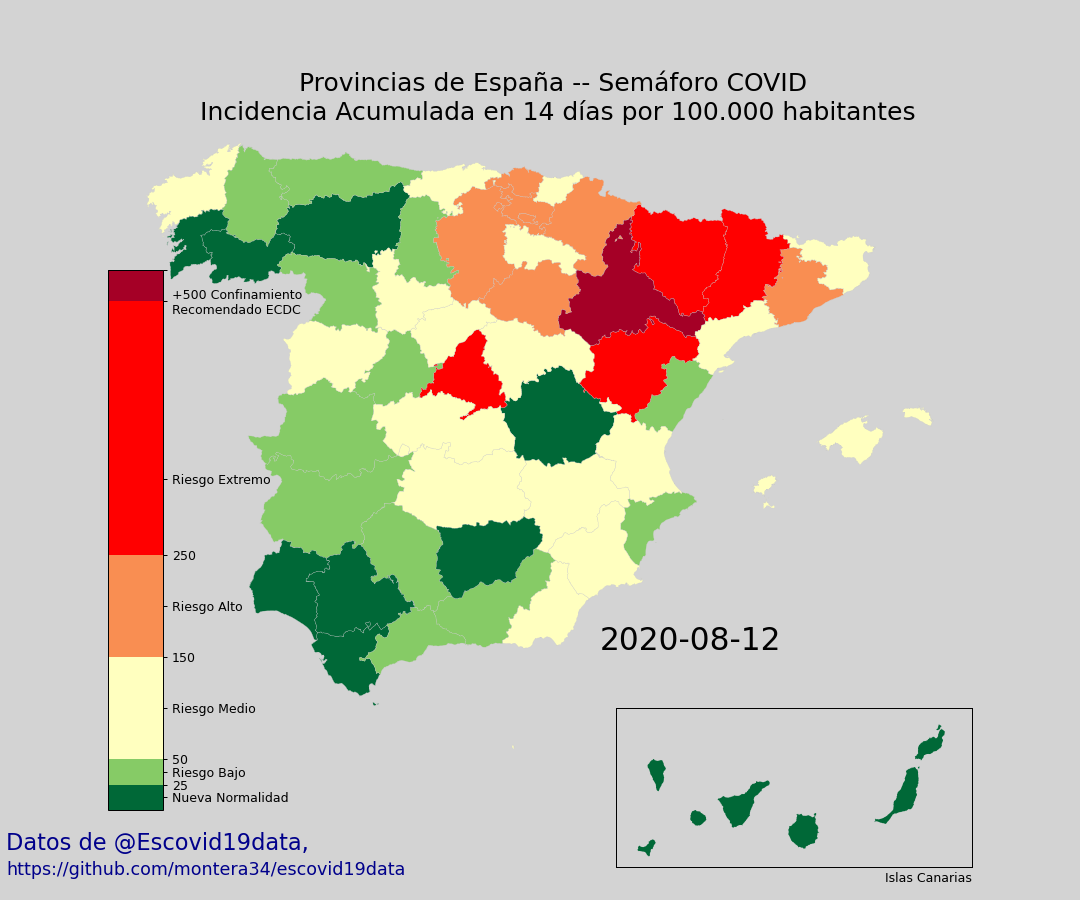 Provincias de España -- Semáforo COVID
Incidencia Acumulada en 14 días por 100.000 habitantes
+500 Confinamiento
Recomendado ECDC
Riesgo Extremo
250
Riesgo Alto
150
Riesgo Medio
50
Riesgo Bajo
25
Nueva Normalidad
2020-08-12
Islas Canarias
Datos de @Escovid19data,
https://github.com/montera34/escovid19data